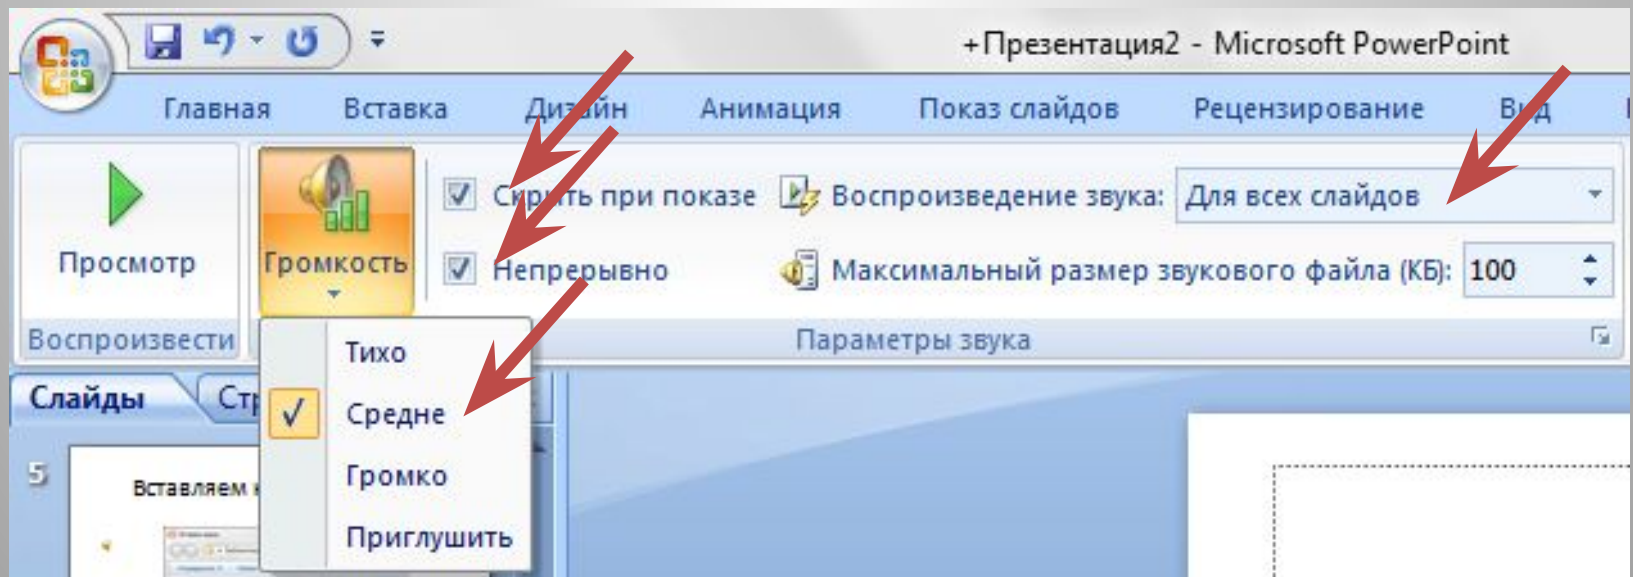 +Презентация2 - Microsoft PowerPoint
Главная Вставка Дизайн Анимация Показ слайдов Рецензирование Вид
Скрыть при показе Воспроизведение звука: Для всех слайдов
Просмотр Громкость Непрерывно Максимальный размер звукового файла (КБ): 100
Воспроизвести Параметры звука
Тихо
Слайды
Средне
5 Вставляем
Громко
Приглушить